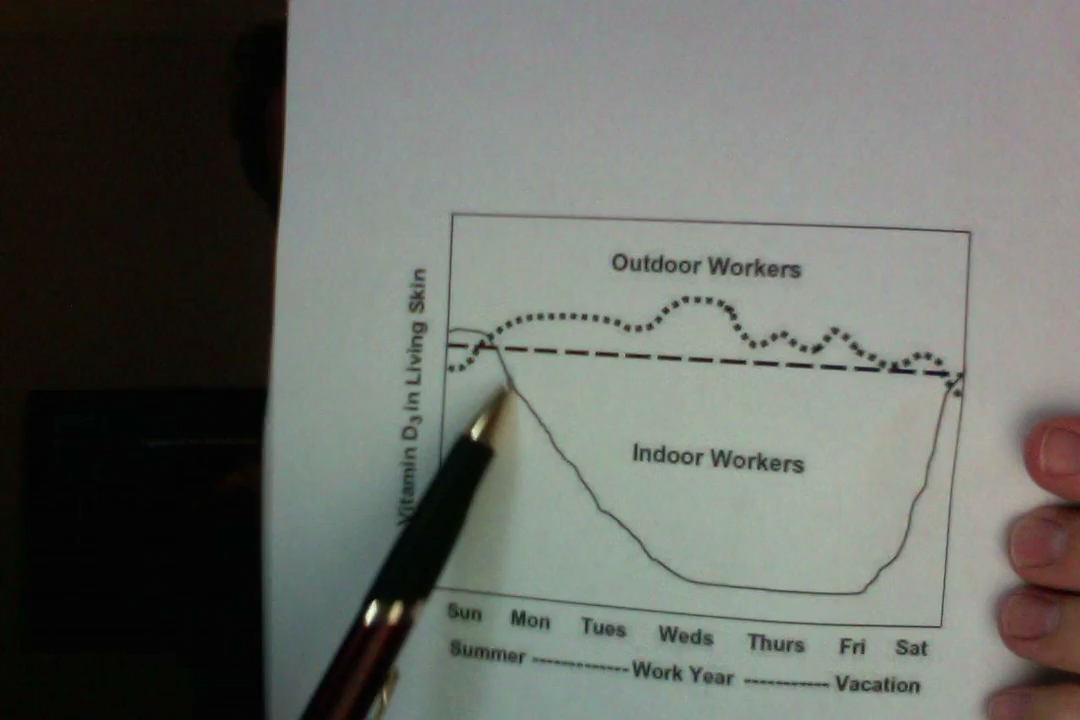 Outdoor Workers
Vitamin D3 in Living Skin
Indoor Workers
Sun Mon Tues Weds Thurs Fri Sat
Summer ------------- Work Year ----------- Vacation